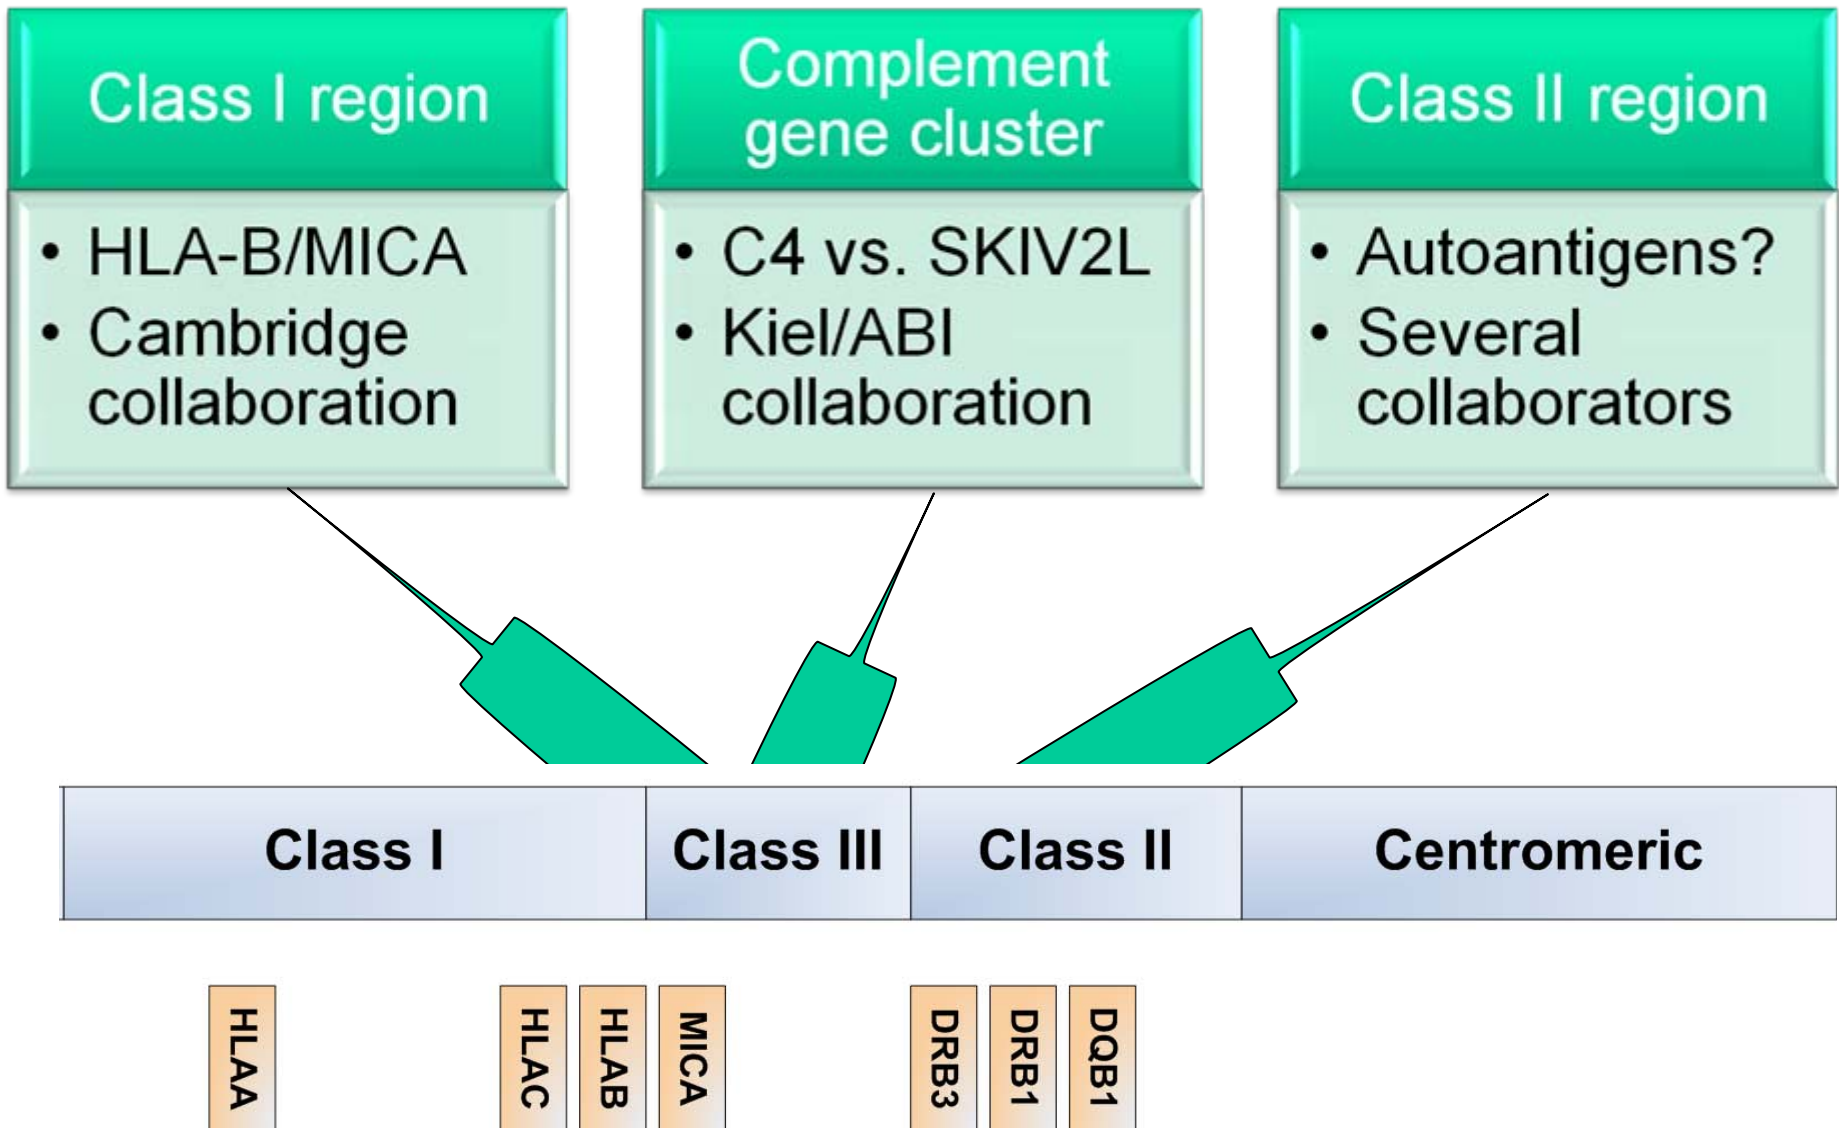 Class I region
• HLA-B/MICA
• Cambridge
collaboration
Complement
gene cluster
• C4 vs. SKIV2L
• Kiel/ABI
collaboration
Class II region
• Autoantigens?
• Several
collaborators
Class I
Class III
Class II
Centromeric
HLAA
HLAC
HLAB
MICA
DRB3
DRB1
DQB1